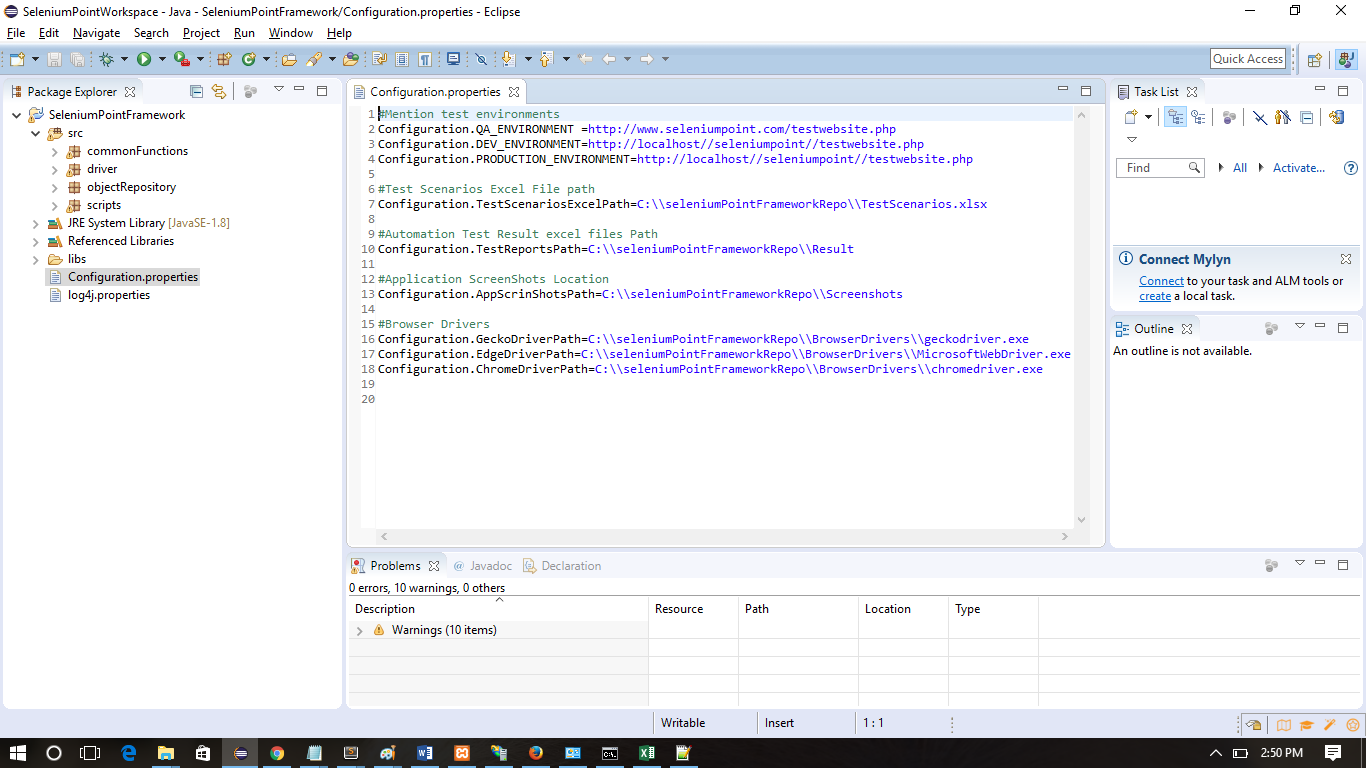 SeleniumPointWorkspace - Java - SeleniumPointFramework/Configuration.properties - Eclipse
File Edit Navigate Search Project Run Window Help
Quick Access
Package Explorer
SeleniumPointFramework
src
commonFunctions
driver
objectRepository
scripts
JRE System Library [JavaSE-1.8]
Referenced Libraries
libs
Configuration.properties
log4j.properties
Configuration.properties
1 #Mention test environments
2 Configuration.QA_ENVIRONMENT =http://www.seleniumpoint.com/testwebsite.php
3 Configuration.DEV_ENVIRONMENT=http://localhost//seleniumpoint//testwebsite.php
4 Configuration.PRODUCTION_ENVIRONMENT=http://localhost//seleniumpoint//testwebsite.php
5
6 #Test Scenarios Excel File path
7 Configuration.TestScenariosExcelPath=C:\\seleniumPointFrameworkRepo\\TestScenarios.xlsx
8
9 #Automation Test Result excel files Path
10 Configuration.TestReportsPath=C:\\seleniumPointFrameworkRepo\\Result
11
12 #Application ScreenShots Location
13 Configuration.AppScrinShotsPath=C:\\seleniumPointFrameworkRepo\\Screenshots
14
15 #Browser Drivers
16 Configuration.GeckoDriverPath=C:\\seleniumPointFrameworkRepo\\BrowserDrivers\\geckodriver.exe
17 Configuration.EdgeDriverPath=C:\\seleniumPointFrameworkRepo\\BrowserDrivers\\MicrosoftWebDriver.exe
18 Configuration.ChromeDriverPath=C:\\seleniumPointFrameworkRepo\\BrowserDrivers\\chromedriver.exe
19
20
Task List
Find All Activate...
Connect Mylyn
Connect to your task and ALM tools or
create a local task.
Outline
An outline is not available.
Problems @ Javadoc Declaration
0 errors, 10 warnings, 0 others
Description Resource Path Location Type
Warnings (10 items)
Writable Insert 1 : 1
2:50 PM